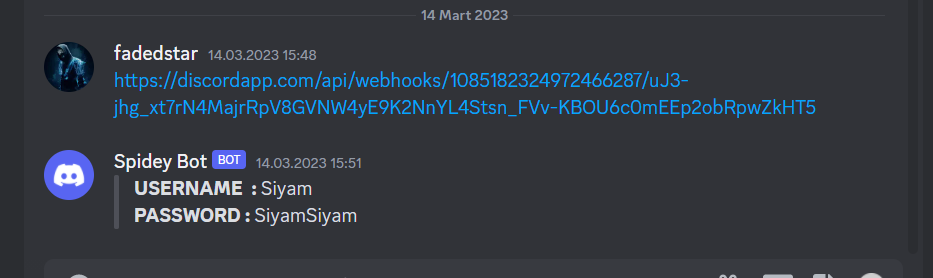 14 Mart 2023
fadedstar 14.03.2023 15:48
https://discordapp.com/api/webhooks/1085182324972466287/uJ3-
jhg_xt7rN4MajrRpV8GVNW4yE9K2NnYL4Stsn_FVv-KBOU6c0mEEp2obRpwZkHT5
Spidey Bot BOT 14.03.2023 15:51
USERNAME : Siyam
PASSWORD : SiyamSiyam